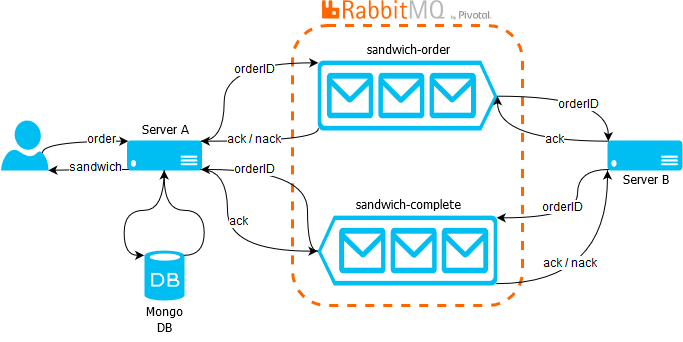 RabbitMQ by Pivotal.
sandwich-order
orderID
ack / nack
orderID
ack
order
Server A
sandwich
Server B
orderID
ack
sandwich-complete
orderID
ack / nack
DB
Mongo
DB